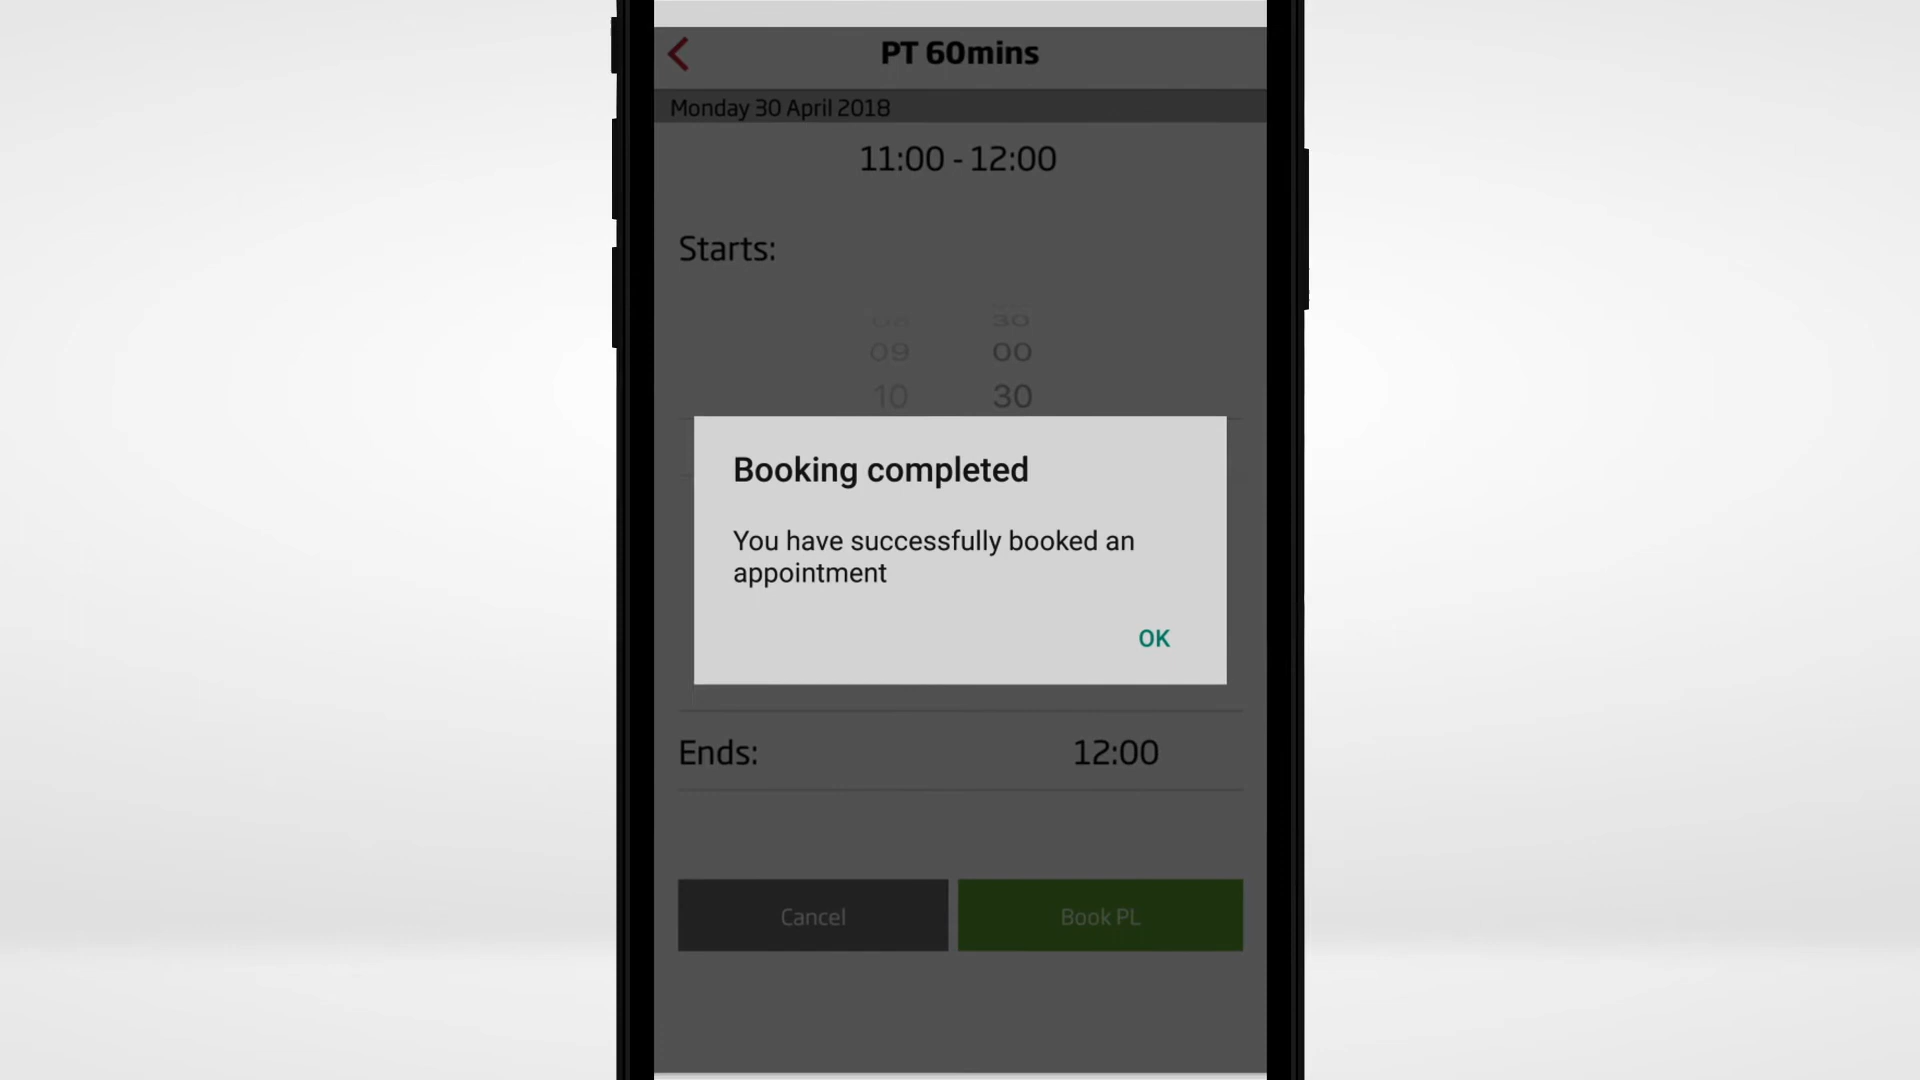 PT 60mins
Monday 30 April 2018
11:00 - 12:00
Starts:
30
09 00
10 30
Booking completed
You have successfully booked an
appointment
OK
Ends: 12:00
Cancel Book PL